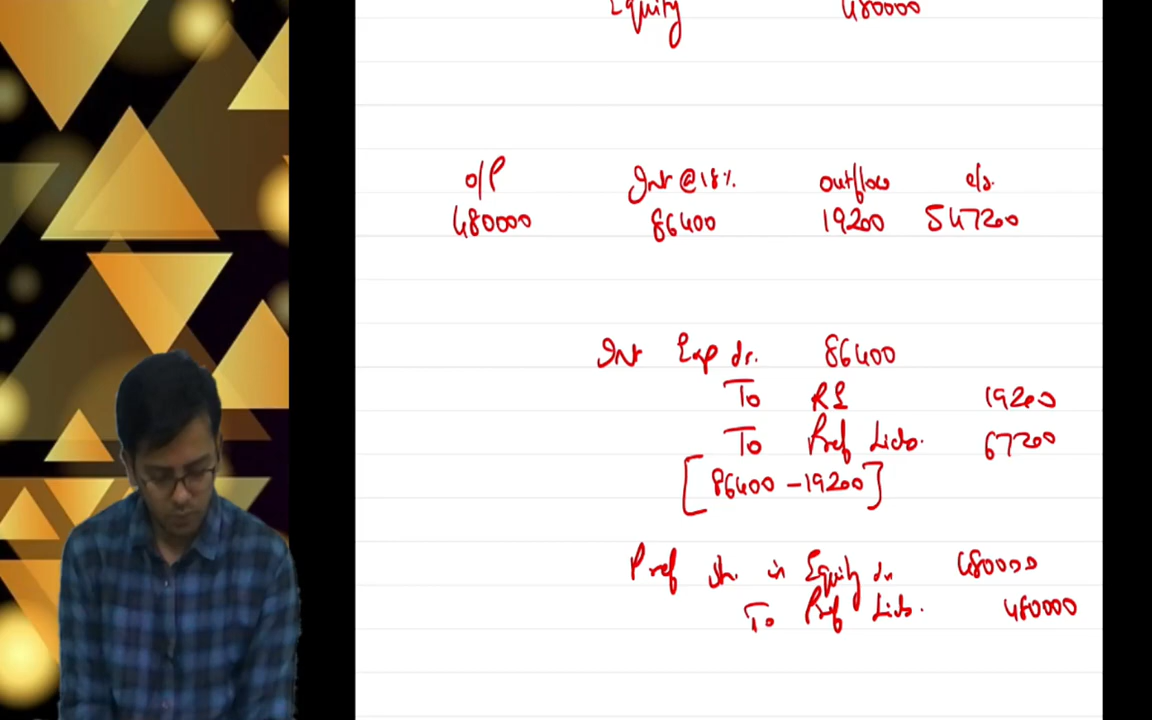 Equity 480000
O/P Int @ 18% outflow c/s.
480000 86400 19200 547200
Int Exp dr. 86400
To RE 19200
To Pref Liab. 67200
[86400 - 19200]
Pref sh. in Equity dr 480000
To Pref Liab. 480000